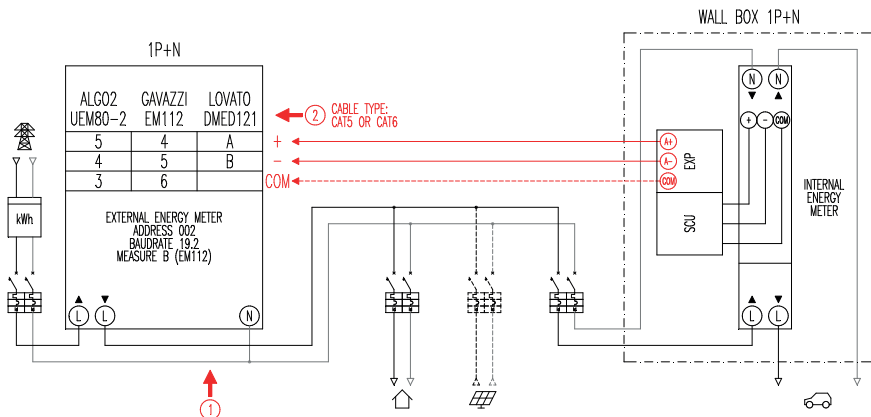 WALL BOX 1P+N
1P+N
ALGO2 GAVAZZI LOVATO
UEM80-2 EM112 DMED121
5 4 A
4 5 B
3 6
2 CABLE TYPE:
CAT5 OR CAT6
+
-
COM
A+
A-
COM
EXP
SCU
N N
+ - COM
INTERNAL
ENERGY
METER
kWh
EXTERNAL ENERGY METER
ADDRESS 002
BAUDRATE 19.2
MEASURE B (EM112)
L L N
L L
1